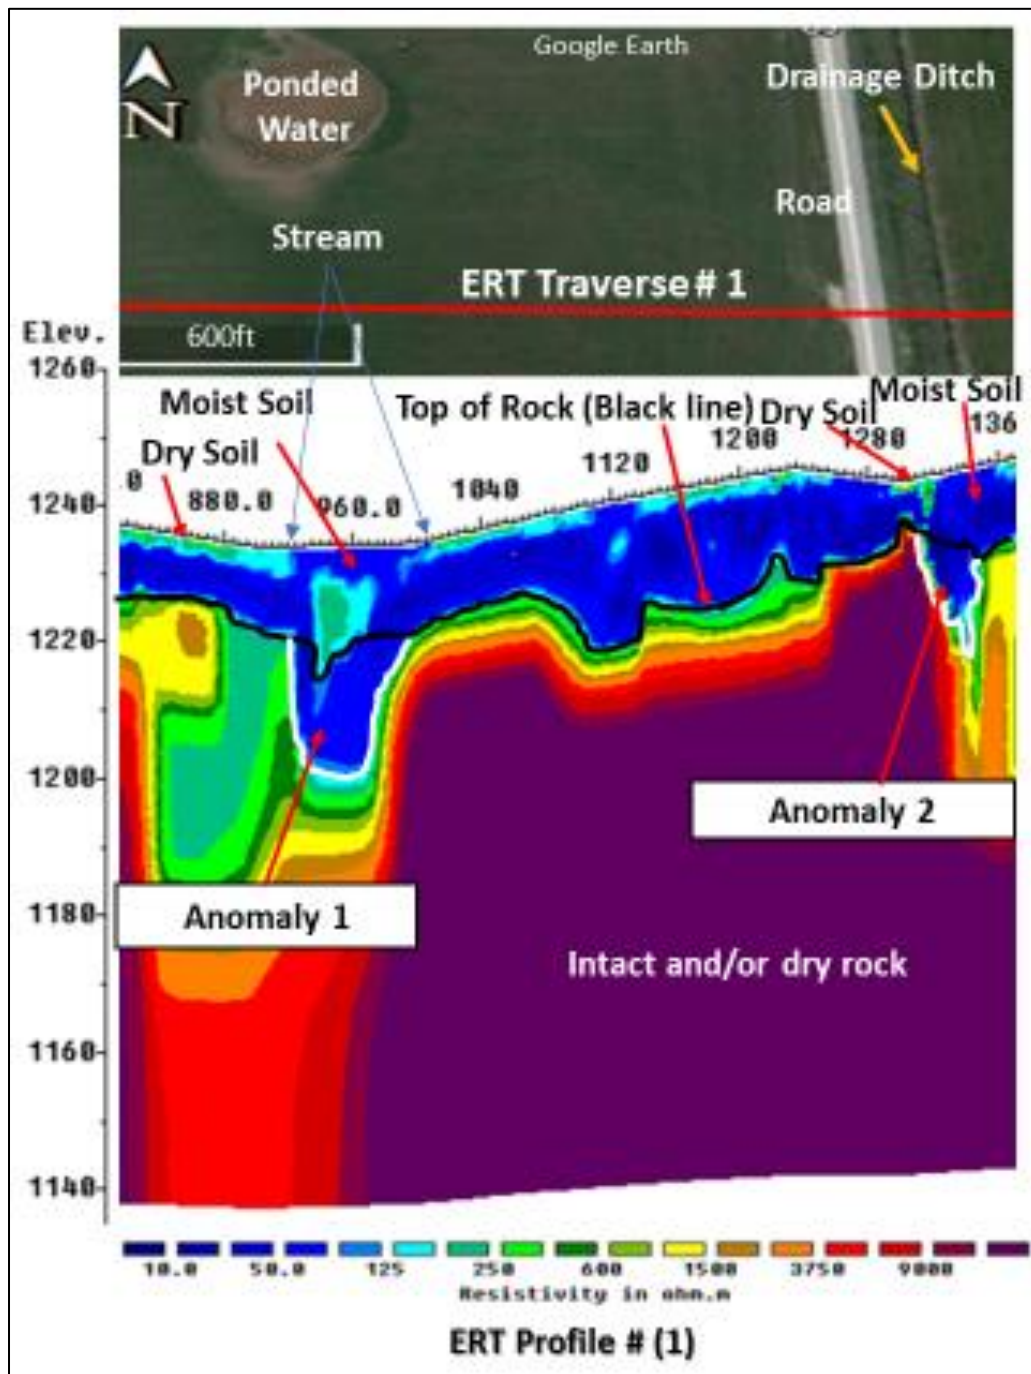 Google Earth
Ponded
Water
Drainage Ditch
N
Road
Stream
ERT Traverse # 1
Elev.
600ft
1260
Moist Soil
Top of Rock (Black line)
Dry Soil
Moist Soil
Dry Soil
0
880.0
960.0
1040
1120
1200
1280
136
1240
1220
1200
1180
1160
1140
Anomaly 2
Anomaly 1
Intact and/or dry rock
10.0 50.0 125 250 600 1500 3750 9000
Resistivity in ohm.m
ERT Profile # (1)